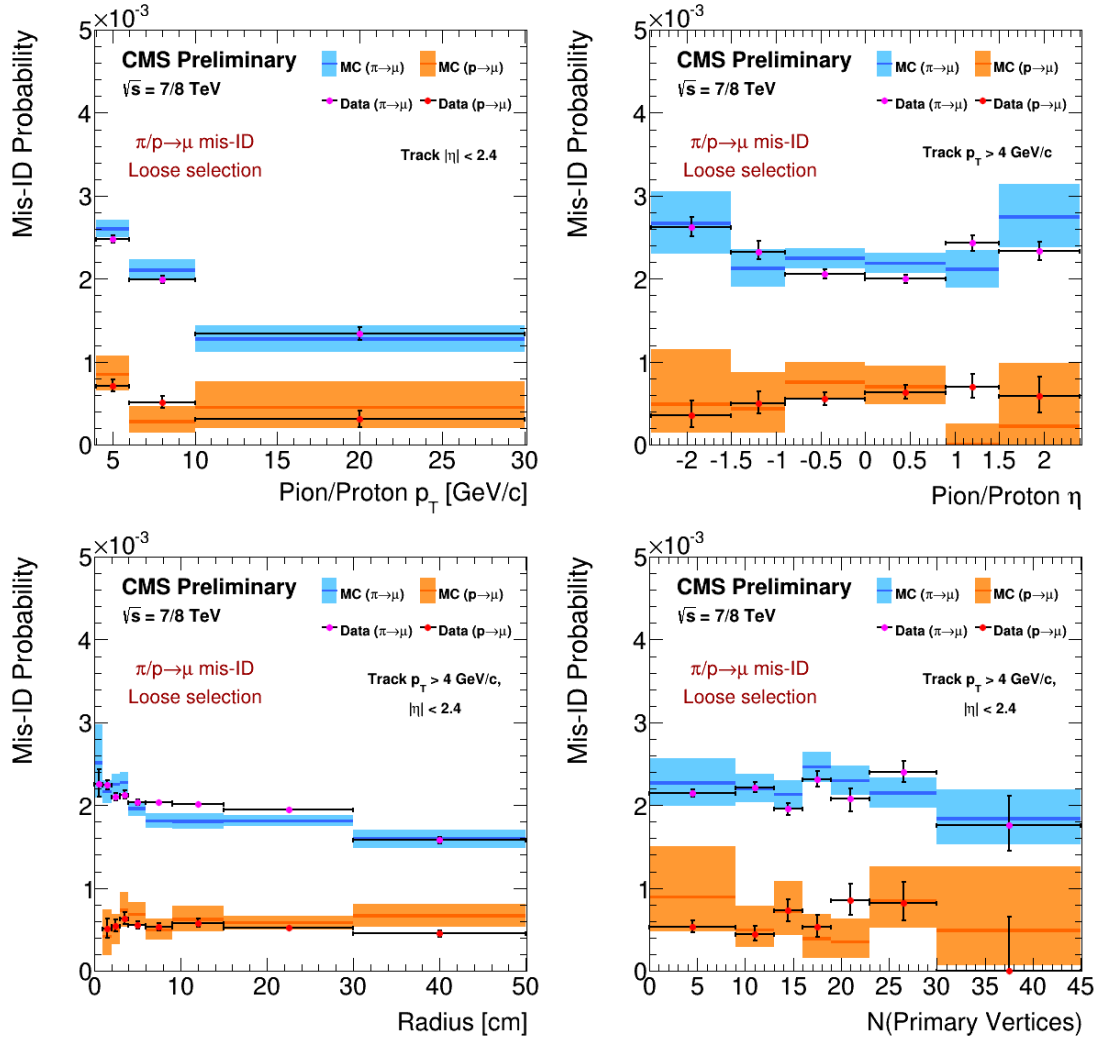 ×10⁻³
Mis-ID Probability
5
4
3
2
1
0
CMS Preliminary
√s = 7/8 TeV
MC (π→μ)
MC (p→μ)
Data (π→μ)
Data (p→μ)
π/p→μ mis-ID
Loose selection
Track |η| < 2.4
5 10 15 20 25 30
Pion/Proton p_T [GeV/c]
×10⁻³
Mis-ID Probability
5
4
3
2
1
0
CMS Preliminary
√s = 7/8 TeV
MC (π→μ)
MC (p→μ)
Data (π→μ)
Data (p→μ)
π/p→μ mis-ID
Loose selection
Track p_T > 4 GeV/c
-2 -1.5 -1 -0.5 0 0.5 1 1.5 2
Pion/Proton η
×10⁻³
Mis-ID Probability
5
4
3
2
1
0
CMS Preliminary
√s = 7/8 TeV
MC (π→μ)
MC (p→μ)
Data (π→μ)
Data (p→μ)
π/p→μ mis-ID
Loose selection
Track p_T > 4 GeV/c,
|η| < 2.4
0 10 20 30 40 50
Radius [cm]
×10⁻³
Mis-ID Probability
5
4
3
2
1
0
CMS Preliminary
√s = 7/8 TeV
MC (π→μ)
MC (p→μ)
Data (π→μ)
Data (p→μ)
π/p→μ mis-ID
Loose selection
Track p_T > 4 GeV/c,
|η| < 2.4
0 5 10 15 20 25 30 35 40 45
N(Primary Vertices)